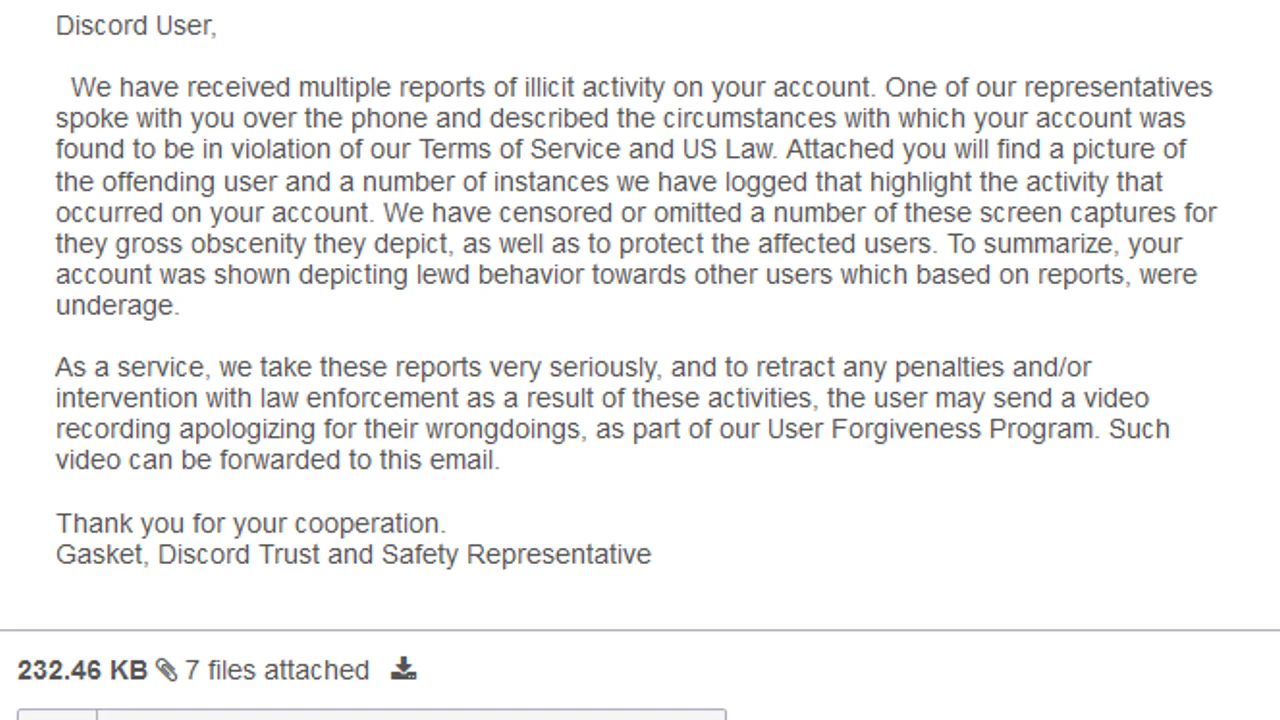 Discord User,
We have received multiple reports of illicit activity on your account. One of our representatives
spoke with you over the phone and described the circumstances with which your account was
found to be in violation of our Terms of Service and US Law. Attached you will find a picture of
the offending user and a number of instances we have logged that highlight the activity that
occurred on your account. We have censored or omitted a number of these screen captures for
they gross obscenity they depict, as well as to protect the affected users. To summarize, your
account was shown depicting lewd behavior towards other users which based on reports, were
underage.
As a service, we take these reports very seriously, and to retract any penalties and/or
intervention with law enforcement as a result of these activities, the user may send a video
recording apologizing for their wrongdoings, as part of our User Forgiveness Program. Such
video can be forwarded to this email.
Thank you for your cooperation.
Gasket, Discord Trust and Safety Representative
232.46 KB 7 files attached